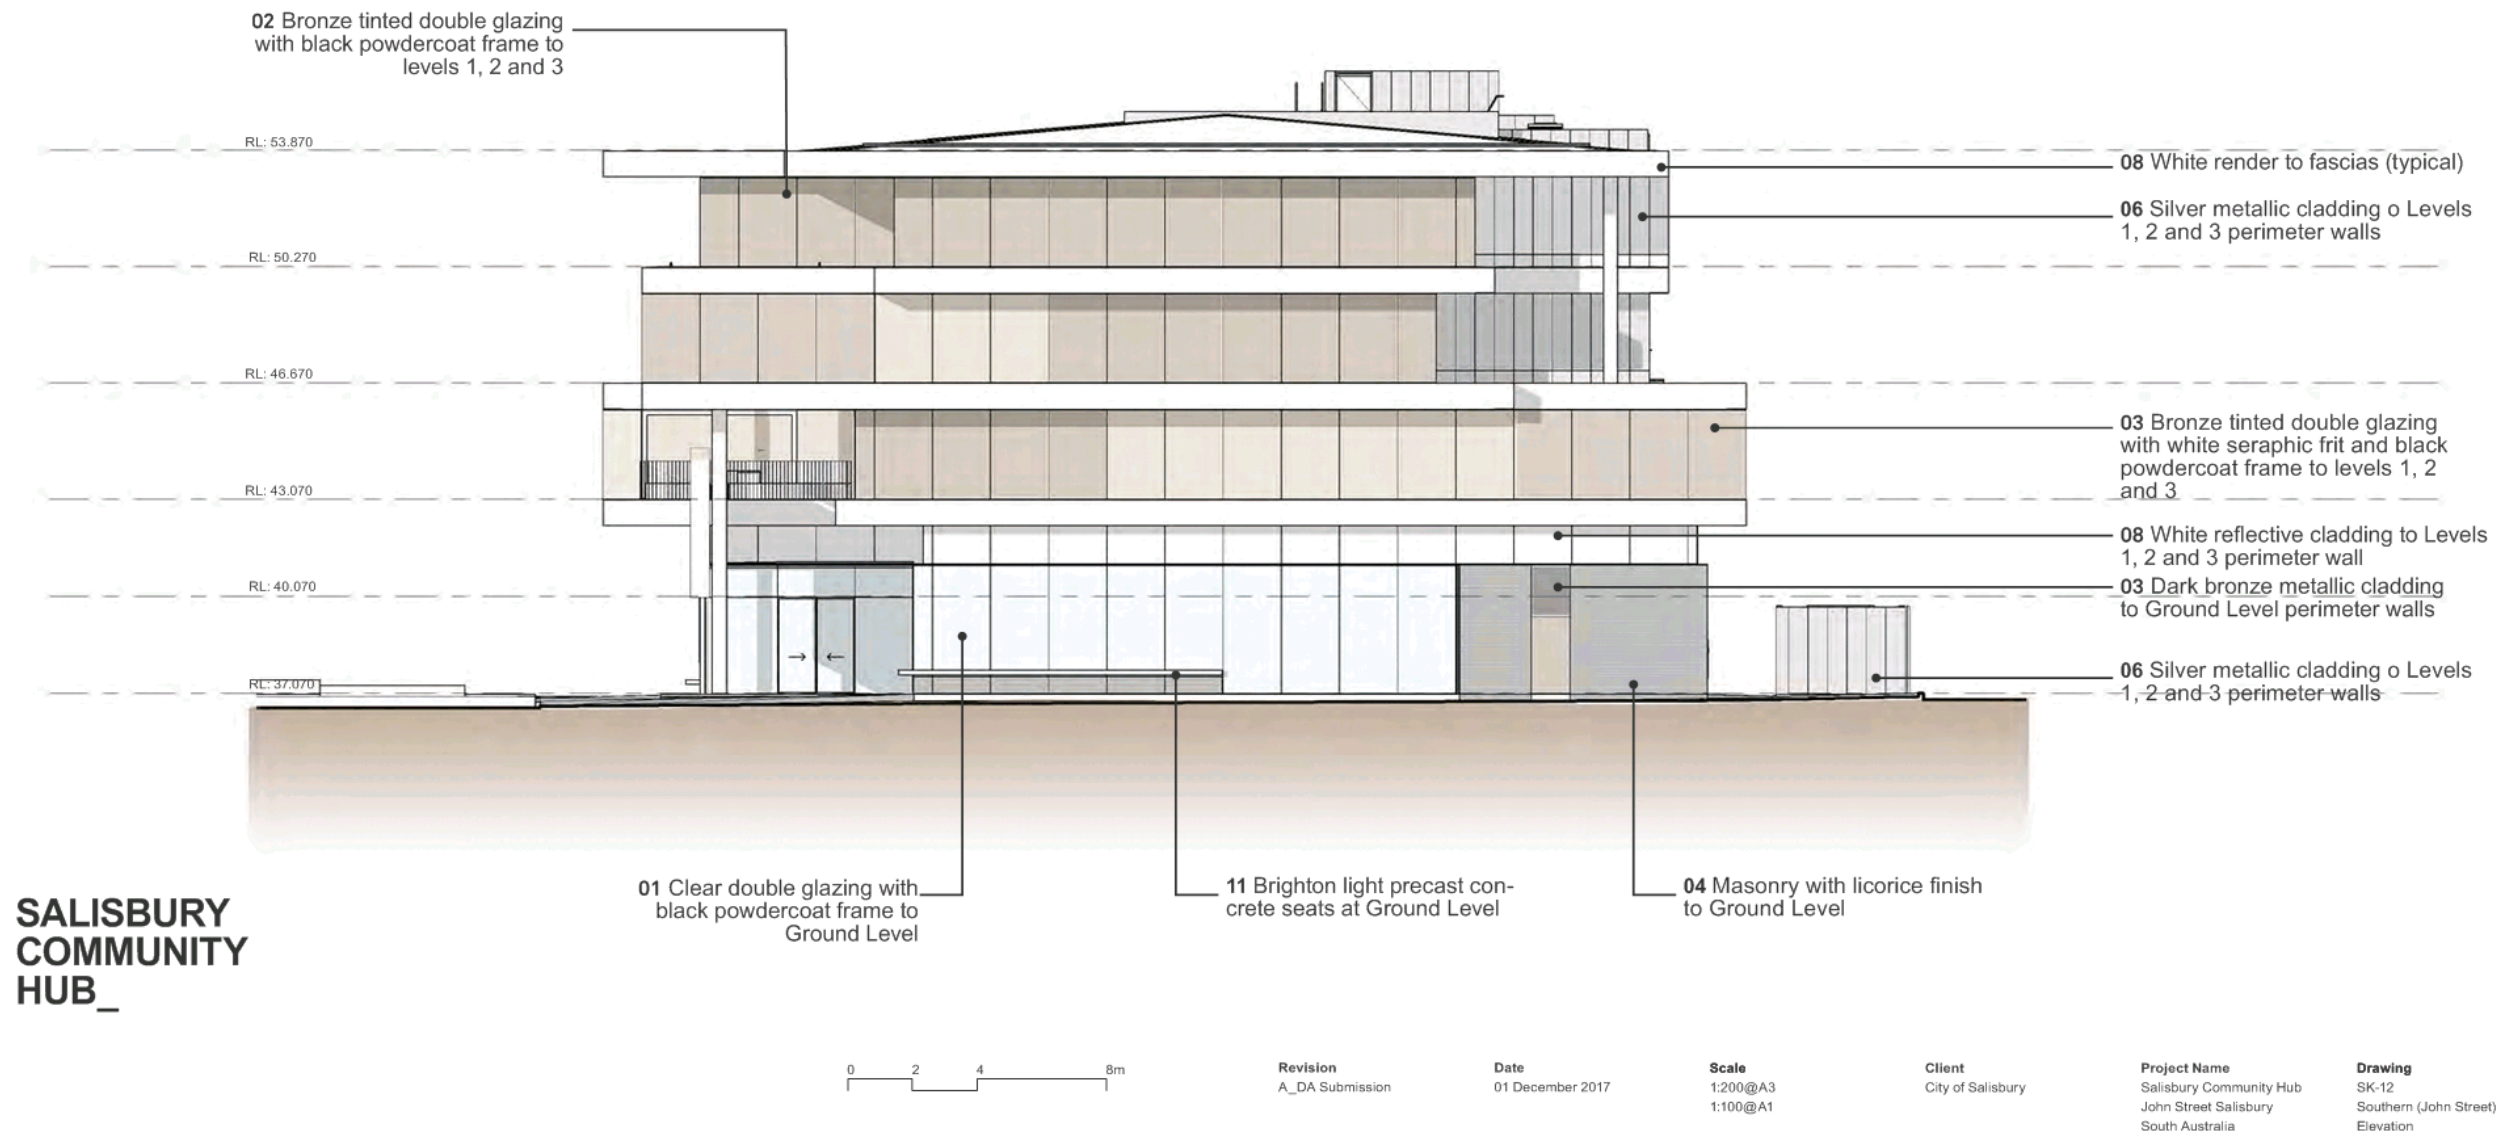 02 Bronze tinted double glazing
with black powdercoat frame to
levels 1, 2 and 3
RL: 53.870
RL: 50.270
RL: 46.670
RL: 43.070
RL: 40.070
RL: 37.070
08 White render to fascias (typical)
06 Silver metallic cladding o Levels
1, 2 and 3 perimeter walls
03 Bronze tinted double glazing
with white seraphic frit and black
powdercoat frame to levels 1, 2
and 3
08 White reflective cladding to Levels
1, 2 and 3 perimeter wall
03 Dark bronze metallic cladding
to Ground Level perimeter walls
06 Silver metallic cladding o Levels
1, 2 and 3 perimeter walls
01 Clear double glazing with
black powdercoat frame to
Ground Level
11 Brighton light precast con-
crete seats at Ground Level
04 Masonry with licorice finish
to Ground Level
SALISBURY
COMMUNITY
HUB_
0 2 4 8m
Revision
A_DA Submission
Date
01 December 2017
Scale
1:200@A3
1:100@A1
Client
City of Salisbury
Project Name
Salisbury Community Hub
John Street Salisbury
South Australia
Drawing
SK-12
Southern (John Street)
Elevation